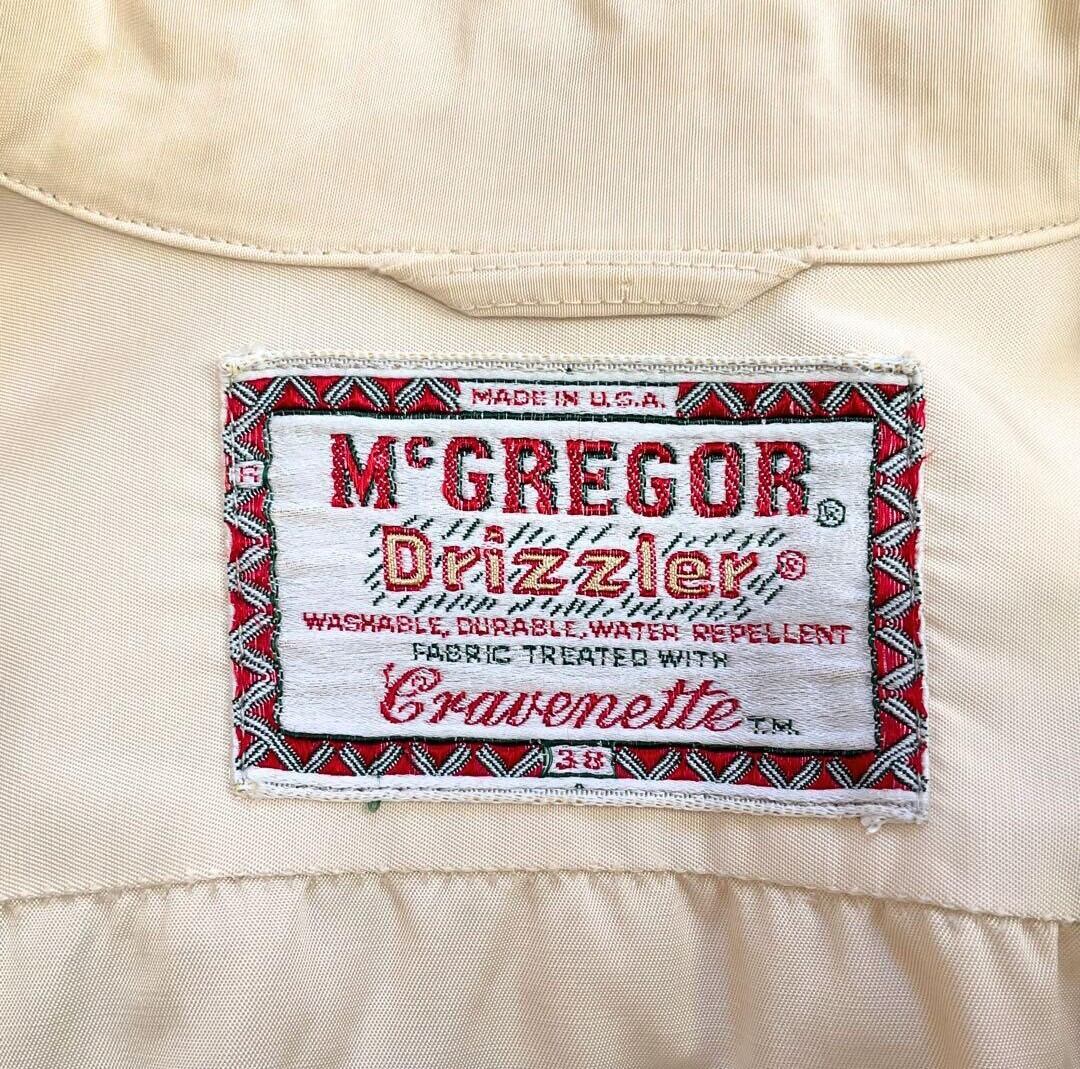 MADE IN U.S.A.
R
McGREGOR®
Drizzler®
WASHABLE, DURABLE, WATER REPELLENT
FABRIC TREATED WITH
Cravenette T.M.
38